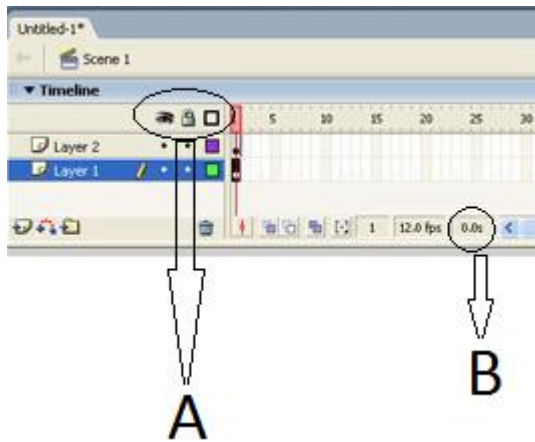 Untitled-1*
Scene 1
Timeline
5 10 15 20 25 30
Layer 2
Layer 1
1 12.0 fps 0.0s
A
B